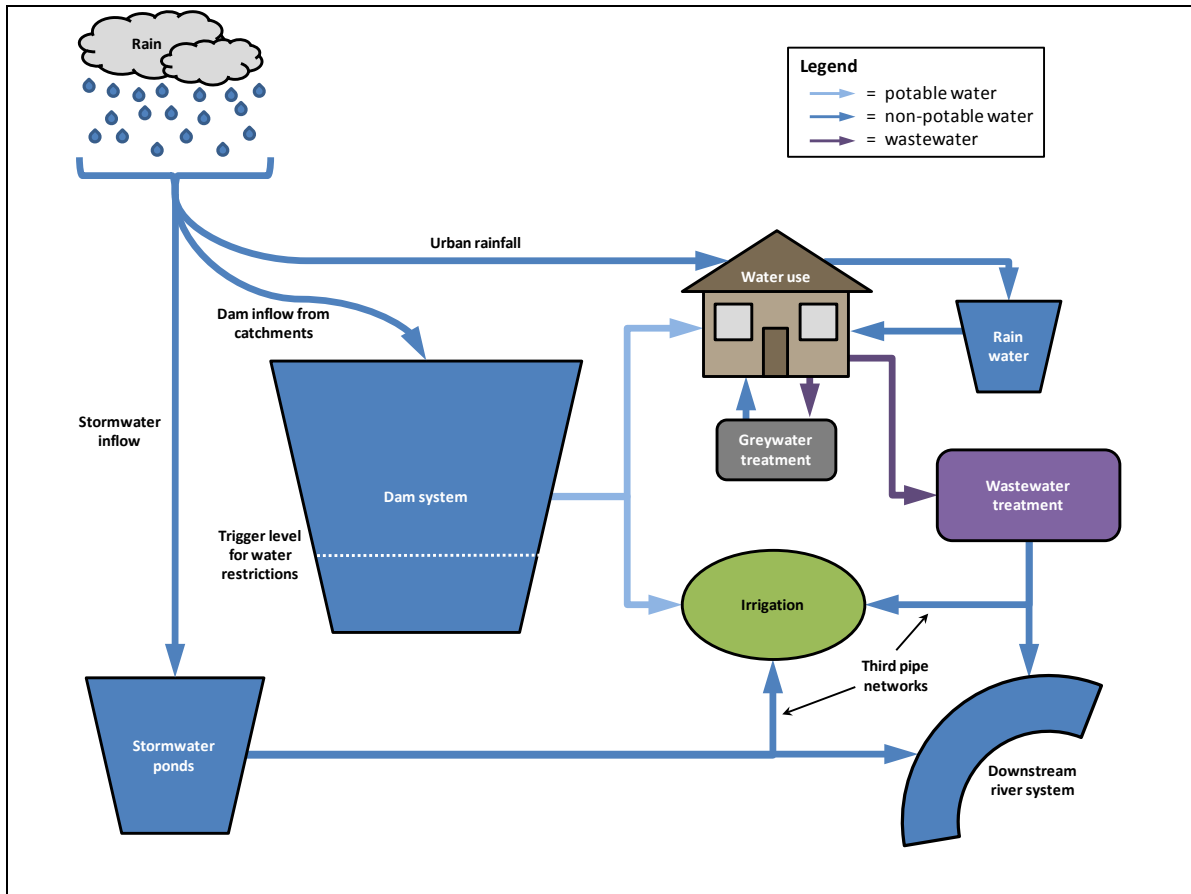 Rain
Legend
= potable water
= non-potable water
= wastewater
Urban rainfall
Water use
Dam inflow from
catchments
Rain
water
Stormwater
inflow
Greywater
treatment
Dam system
Wastewater
treatment
Trigger level
for water
restrictions
Irrigation
Third pipe
networks
Stormwater
ponds
Downstream
river system